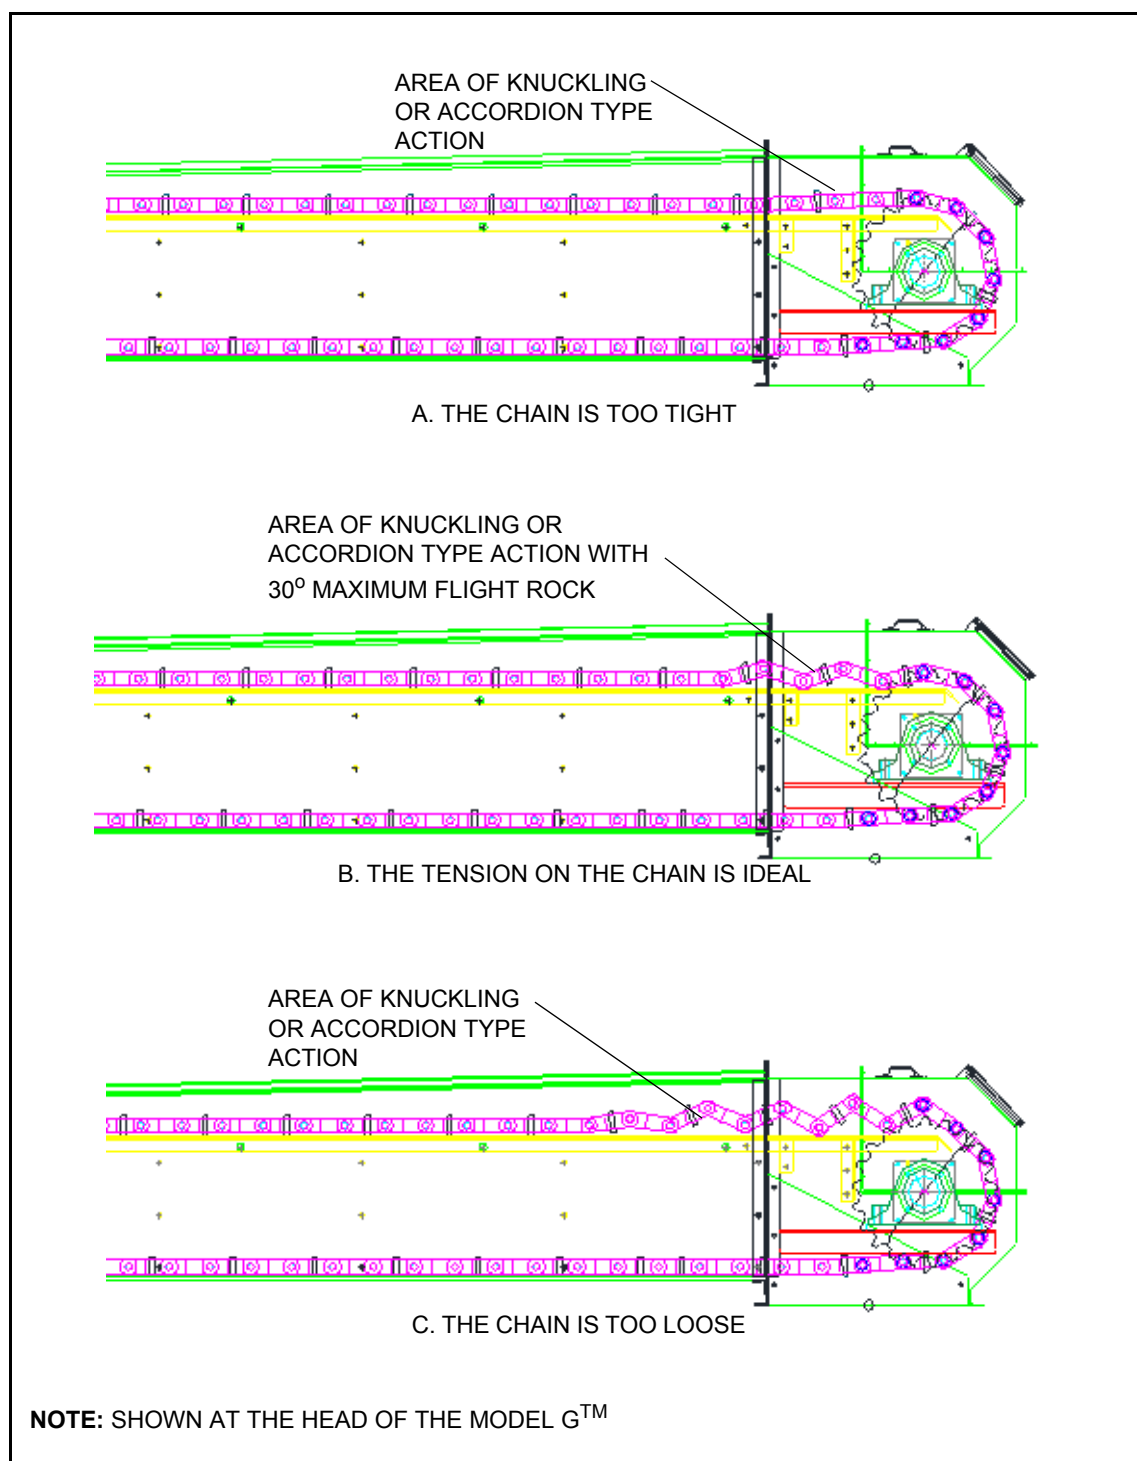 AREA OF KNUCKLING
OR ACCORDION TYPE
ACTION
A. THE CHAIN IS TOO TIGHT
AREA OF KNUCKLING OR
ACCORDION TYPE ACTION WITH
30° MAXIMUM FLIGHT ROCK
B. THE TENSION ON THE CHAIN IS IDEAL
AREA OF KNUCKLING
OR ACCORDION TYPE
ACTION
C. THE CHAIN IS TOO LOOSE
NOTE: SHOWN AT THE HEAD OF THE MODEL G™